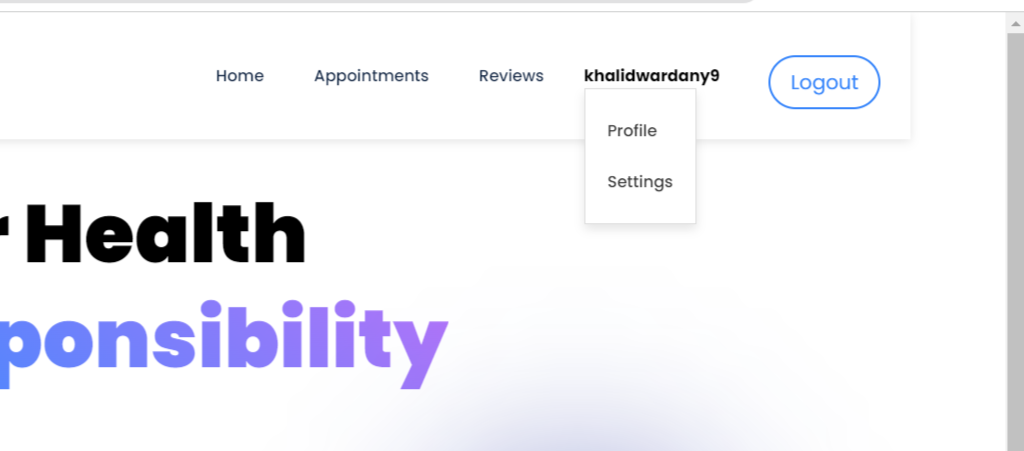 Home Appointments Reviews khalidwardany9 Logout
Profile
Settings
r Health
ponsibility